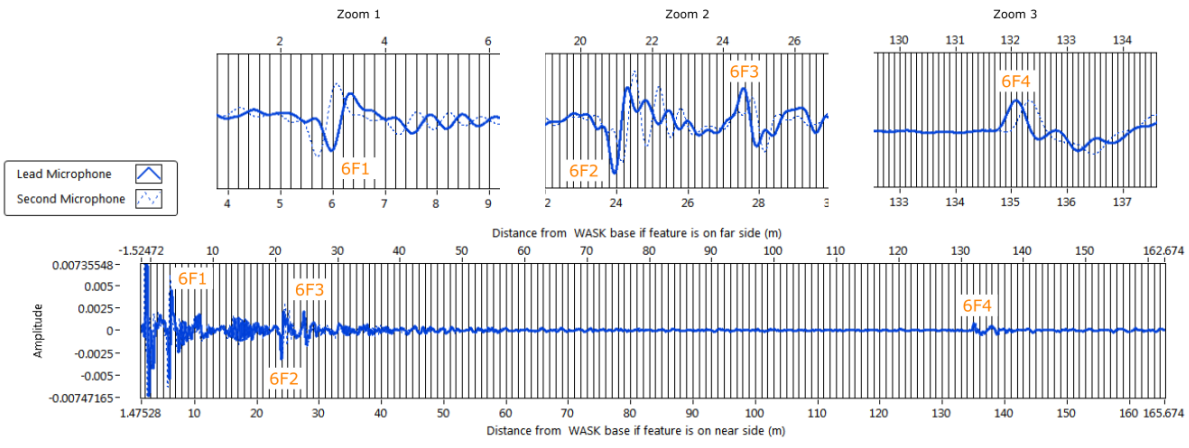 Zoom 1 Zoom 2 Zoom 3
2 4 6 20 21 22 24 26 130 131 132 133 134
6F1 6F2 6F3 6F4
4 5 6 7 8 9 2 24 26 28 3 133 134 135 136 137
Lead Microphone
Second Microphone
Distance from WASK base if feature is on far side (m)
-1.52472 10 20 30 40 50 60 70 80 90 100 110 120 130 140 150 162.674
Amplitude
0.00735548
0.005
0.0025
0
-0.0025
-0.005
-0.00747165
6F1 6F2 6F3 6F4
1.47528 10 20 30 40 50 60 70 80 90 100 110 120 130 140 150 160 165.674
Distance from WASK base if feature is on near side (m)